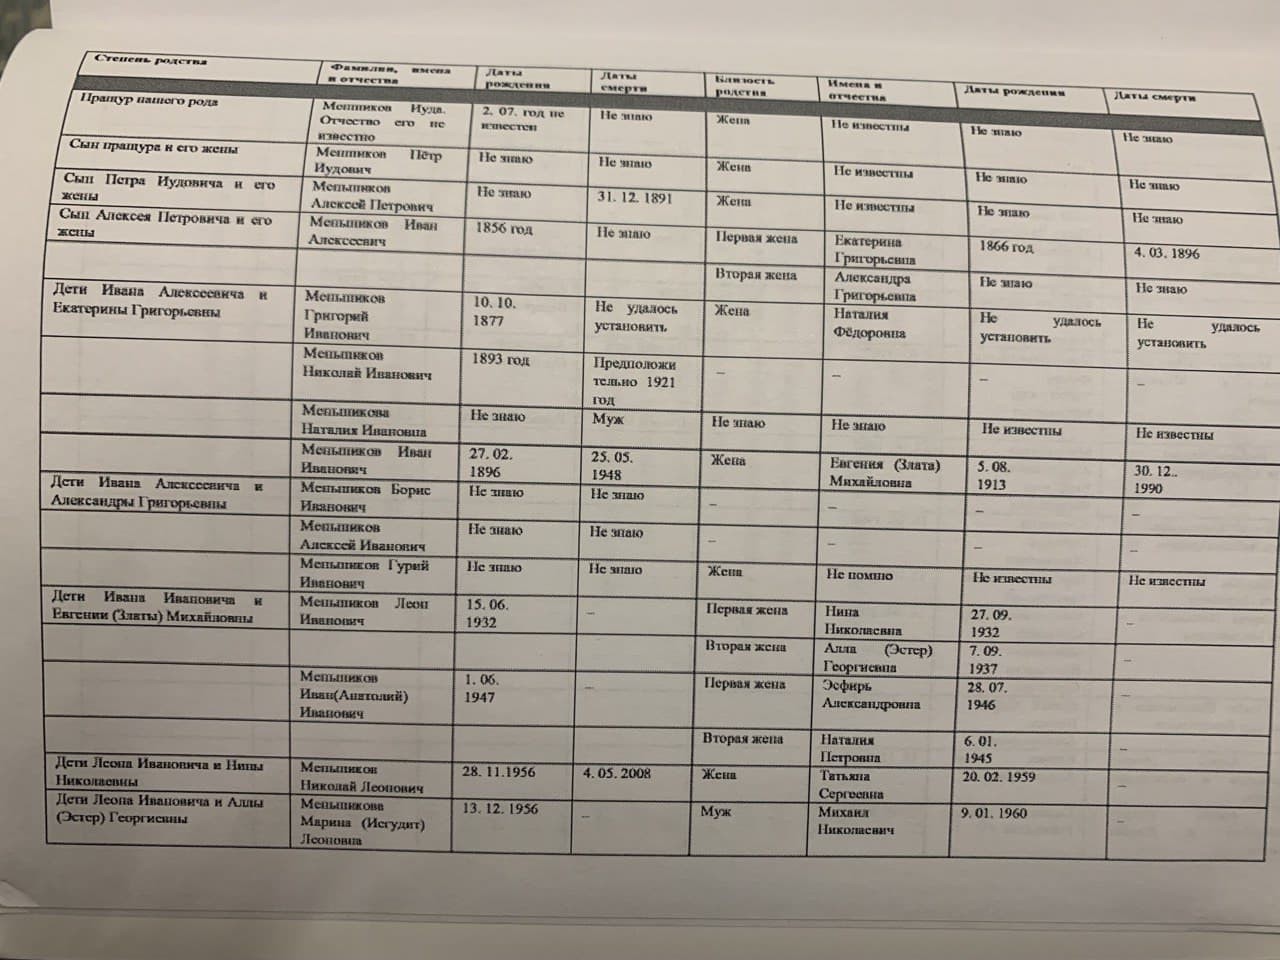 Степень родства
Фамилии, имена
и отчества
Даты
рождения
Даты
смерти
Близость
родства
Имена и
отчества
Даты рождения
Даты смерти
Пращур нашего рода
Меншиков Иуда.
Отчество его не
известно
2. 07. год не
известен
Не знаю
Жена
Не известны
Не знаю
Не знаю
Сын пращура и его жены
Меншиков Пётр
Иудович
Не знаю
Не знаю
Жена
Не известны
Не знаю
Не знаю
Сын Петра Иудовича и его
жены
Меньшиков
Алексей Петрович
Не знаю
31. 12. 1891
Жена
Не известны
Не знаю
Не знаю
Сын Алексея Петровича и его
жены
Меньшиков Иван
Алексеевич
1856 год
Не знаю
Первая жена
Екатерина
Григорьевна
1866 год
4. 03. 1896
Вторая жена
Александра
Григорьевна
Не знаю
Не знаю
Дети Ивана Алексеевича и
Екатерины Григорьевны
Меньшиков
Григорий
Иванович
10. 10.
1877
Не удалось
установить
Жена
Наталия
Фёдоровна
Не удалось
установить
Не удалось
установить
Меньшиков
Николай Иванович
1893 год
Предположи
тельно 1921
год
–
–
–
–
Меньшикова
Наталия Ивановна
Не знаю
Муж
Не знаю
Не знаю
Не известны
Не известны
Меньшиков Иван
Иванович
27. 02.
1896
25. 05.
1948
Жена
Евгения (Злата)
Михайловна
5. 08.
1913
30. 12..
1990
Дети Ивана Алексеевича и
Александры Григорьевны
Меньшиков Борис
Иванович
Не знаю
Не знаю
–
–
–
–
Меньшиков
Алексей Иванович
Не знаю
Не знаю
–
–
–
–
Меньшиков Гурий
Иванович
Не знаю
Не знаю
Жена
Не помню
Не известны
Не известны
Дети Ивана Ивановича и
Евгении (Златы) Михайловны
Меньшиков Леон
Иванович
15. 06.
1932
–
Первая жена
Нина
Николаевна
27. 09.
1932
–
Вторая жена
Алла (Эстер)
Георгиевна
7. 09.
1937
–
Меньшиков
Иван(Анатолий)
Иванович
1. 06.
1947
–
Первая жена
Эсфирь
Александровна
28. 07.
1946
–
Вторая жена
Наталия
Петровна
6. 01.
1945
–
Дети Леона Ивановича и Нины
Николаевны
Меньшиков
Николай Леонович
28. 11.1956
4. 05. 2008
Жена
Татьяна
Сергеевна
20. 02. 1959
–
Дети Леона Ивановича и Аллы
(Эстер) Георгиевны
Меньшикова
Марина (Иегудит)
Леоновна
13. 12. 1956
–
Муж
Михаил
Николаевич
9. 01. 1960
–